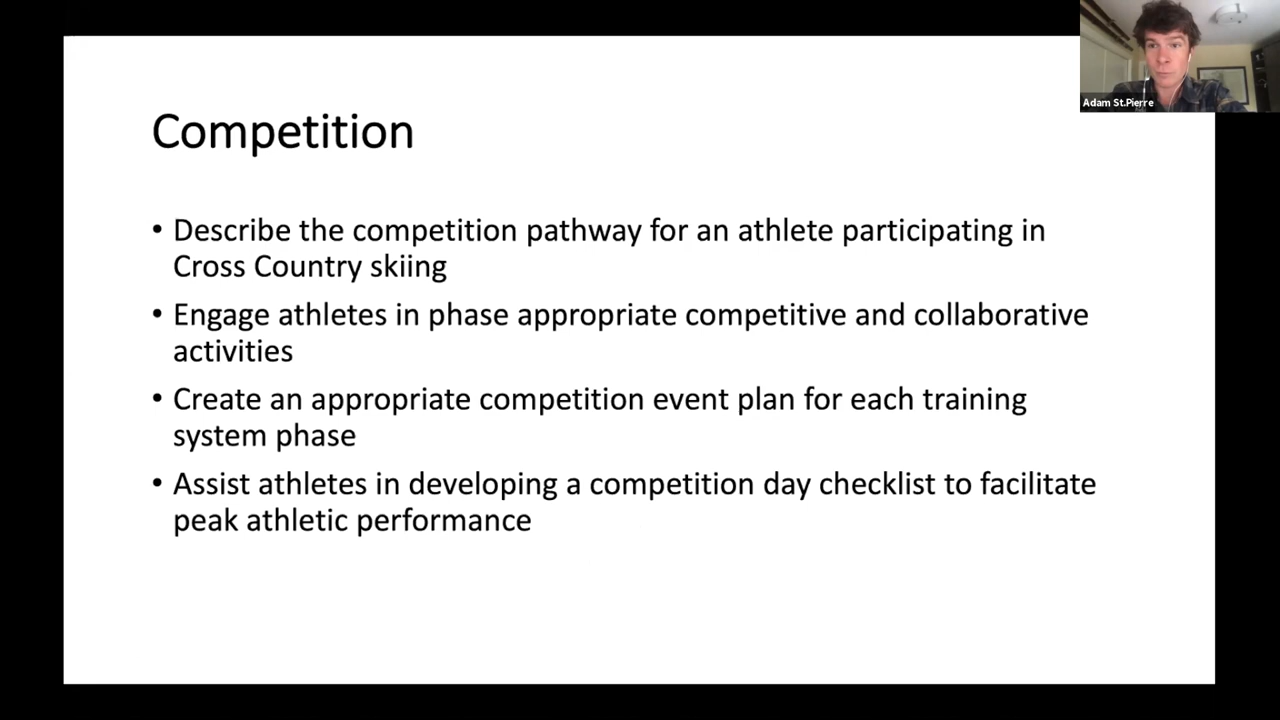 Adam St.Pierre
Competition
• Describe the competition pathway for an athlete participating in
Cross Country skiing
• Engage athletes in phase appropriate competitive and collaborative
activities
• Create an appropriate competition event plan for each training
system phase
• Assist athletes in developing a competition day checklist to facilitate
peak athletic performance